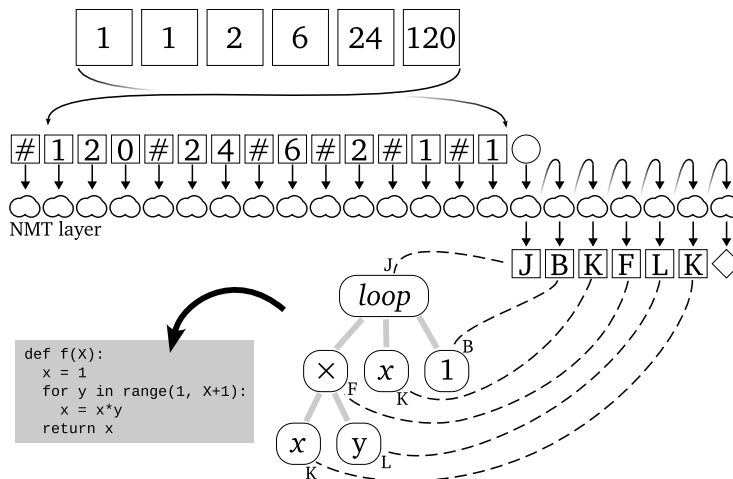 1 1 2 6 24 120
# 1 2 0 # 2 4 # 6 # 2 # 1 # 1
NMT layer
J B K F L K
J
loop
B
× x 1
F
K
x y
L
K
def f(X):
  x = 1
  for y in range(1, X+1):
    x = x*y
  return x